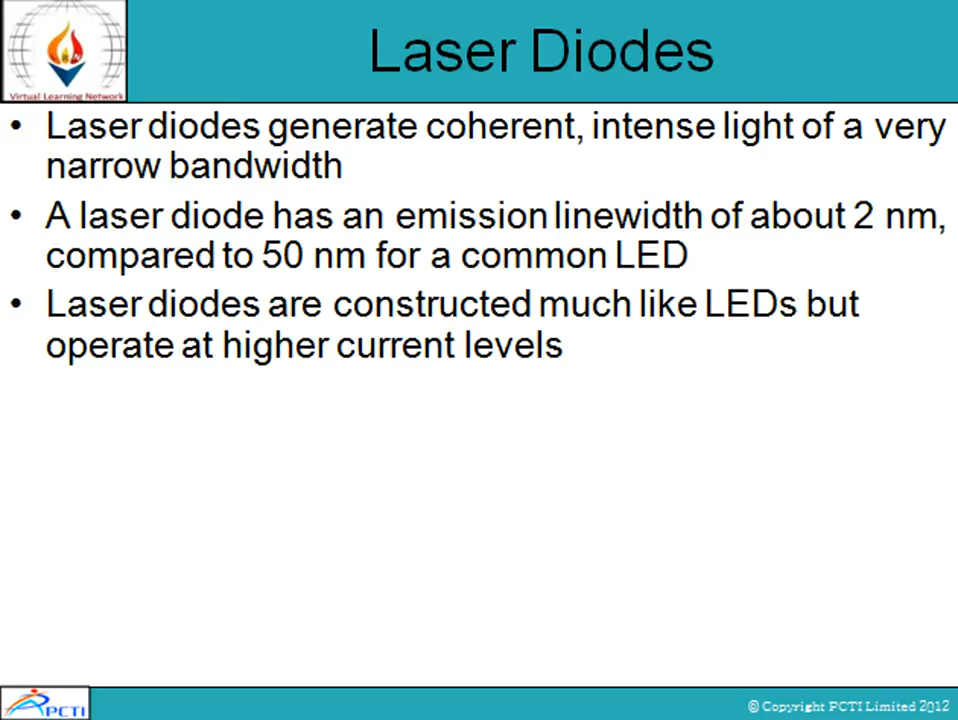 Laser Diodes
Virtual Learning Network
• Laser diodes generate coherent, intense light of a very
narrow bandwidth
• A laser diode has an emission linewidth of about 2 nm,
compared to 50 nm for a common LED
• Laser diodes are constructed much like LEDs but
operate at higher current levels
PCTI
© Copyright PCTI Limited 2012